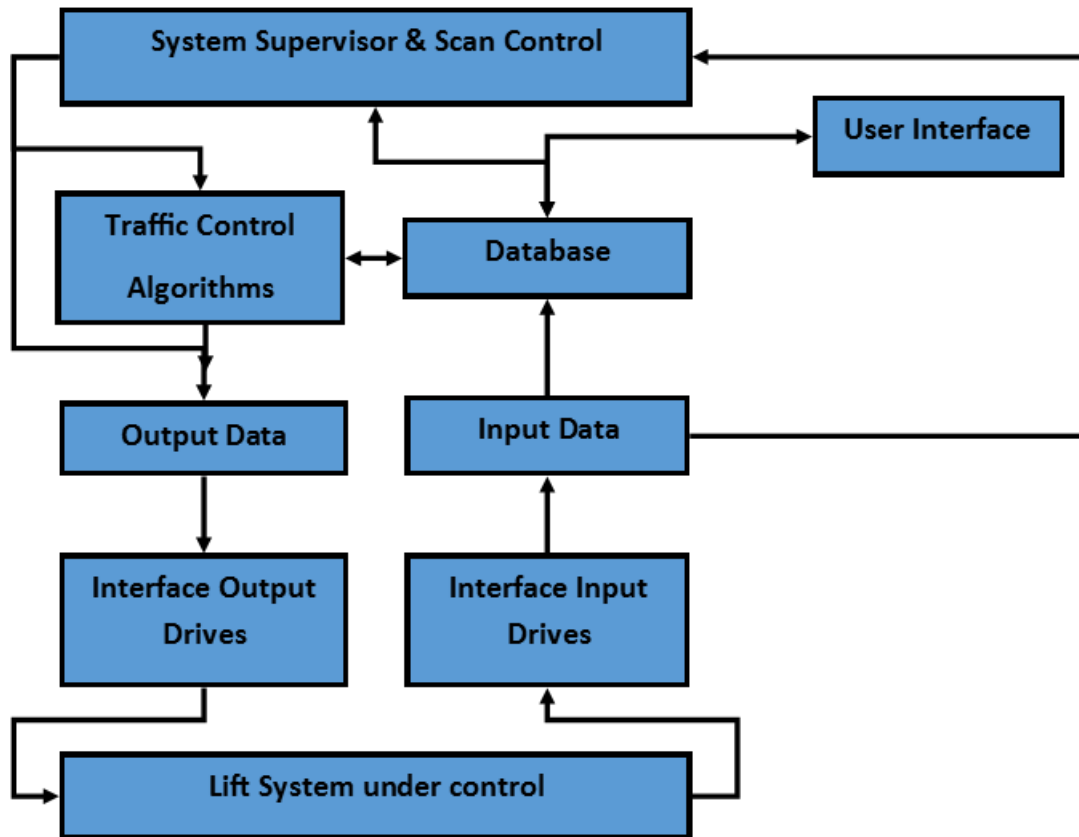 System Supervisor & Scan Control
User Interface
Traffic Control
Algorithms
Database
Output Data
Input Data
Interface Output
Drives
Interface Input
Drives
Lift System under control